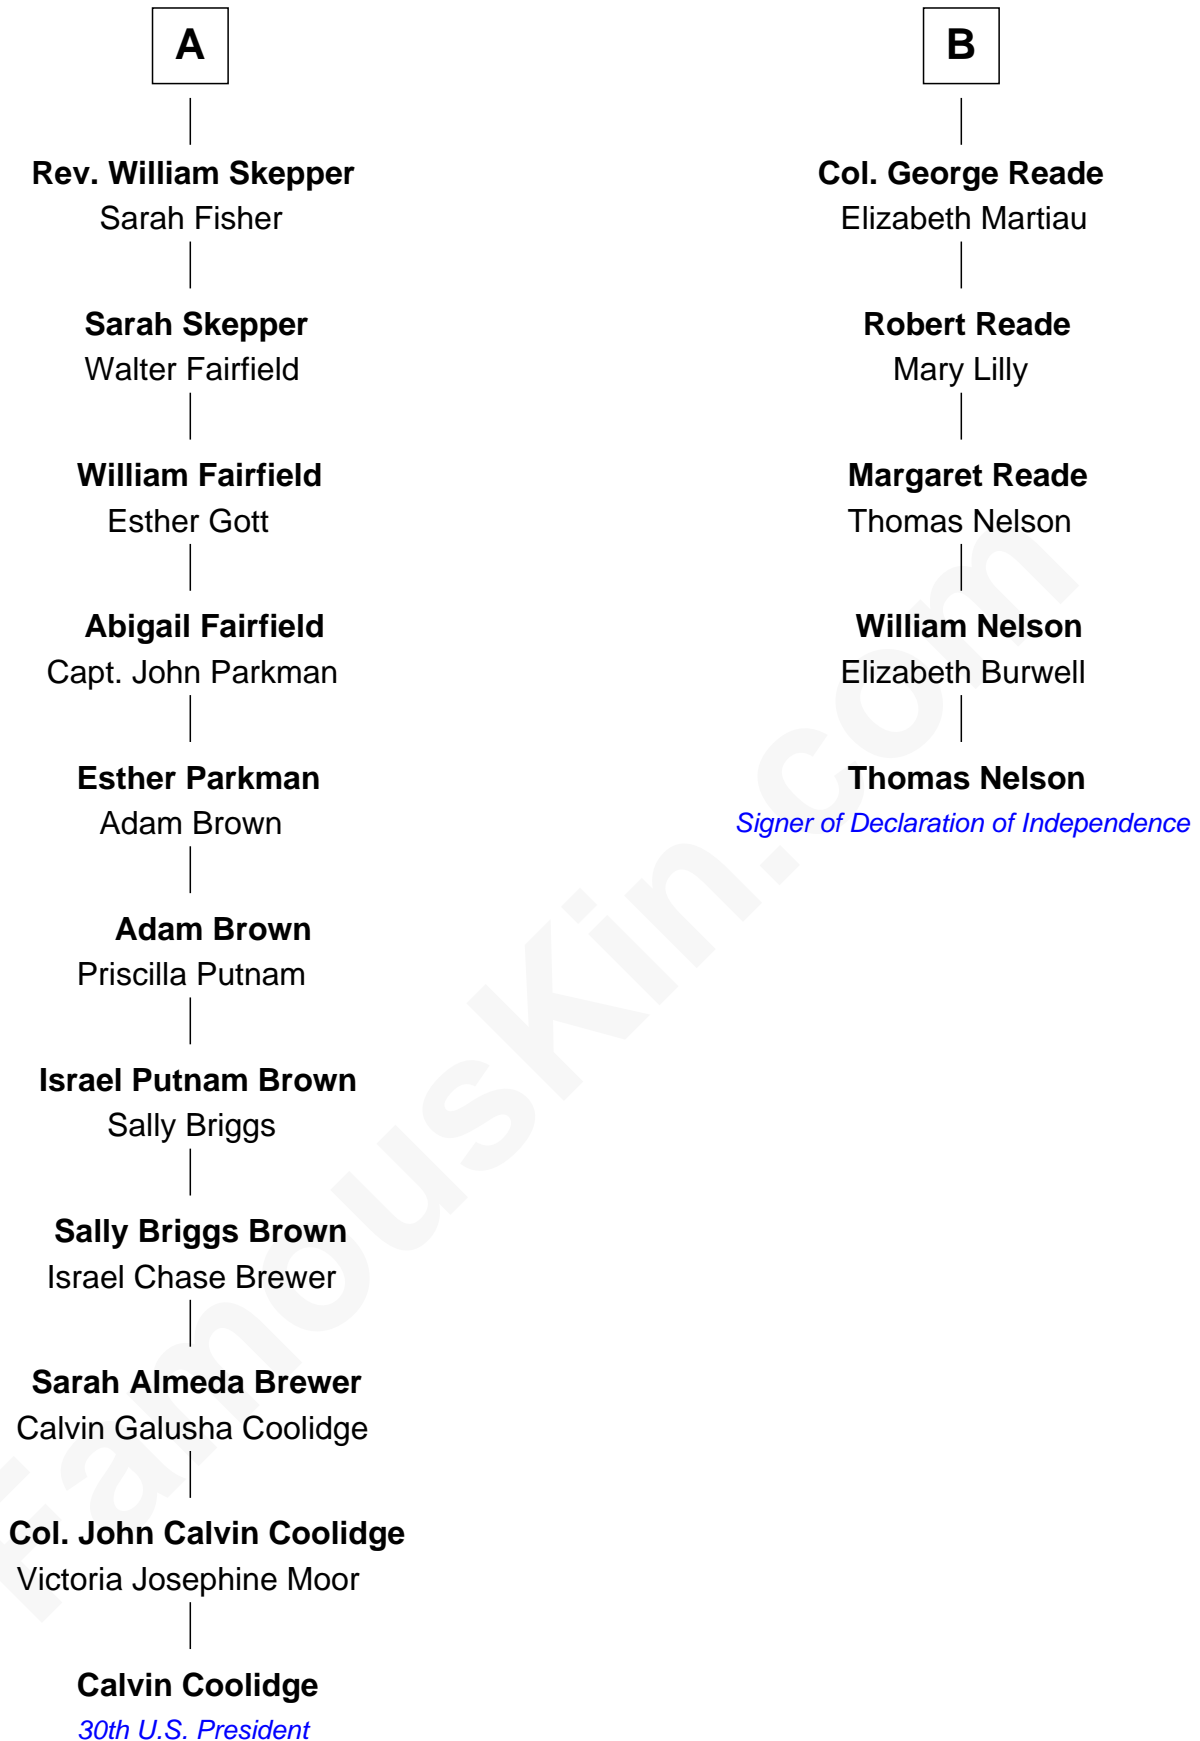 A
Rev. William Skepper
Sarah Fisher
Sarah Skepper
Walter Fairfield
William Fairfield
Esther Gott
Abigail Fairfield
Capt. John Parkman
Esther Parkman
Adam Brown
Adam Brown
Priscilla Putnam
Israel Putnam Brown
Sally Briggs
Sally Briggs Brown
Israel Chase Brewer
Sarah Almeda Brewer
Calvin Galusha Coolidge
Col. John Calvin Coolidge
Victoria Josephine Moor
Calvin Coolidge
30th U.S. President
B
Col. George Reade
Elizabeth Martiau
Robert Reade
Mary Lilly
Margaret Reade
Thomas Nelson
William Nelson
Elizabeth Burwell
Thomas Nelson
Signer of Declaration of Independence
FamousKin.com